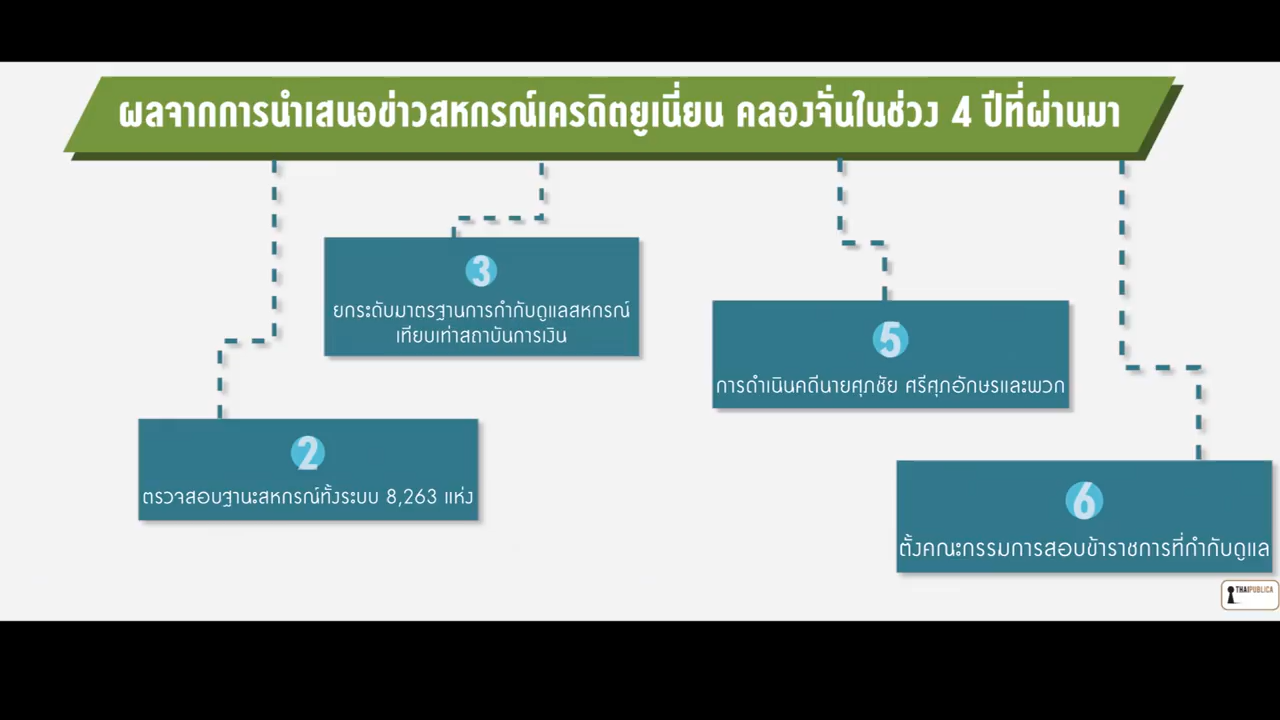 ผลจากการนำเสนอข่าวสหกรณ์เครดิตยูเนี่ยน คลองจั่นในช่วง 4 ปีที่ผ่านมา
3
ยกระดับมาตรฐานการกำกับดูแลสหกรณ์
เทียบเท่าสถาบันการเงิน
5
การดำเนินคดีนายศุภชัย ศรีศุภอักษรและพวก
2
ตรวจสอบฐานะสหกรณ์ทั้งระบบ 8,263 แห่ง
6
ตั้งคณะกรรมการสอบข้าราชการที่กำกับดูแล
THAIPUBLICA